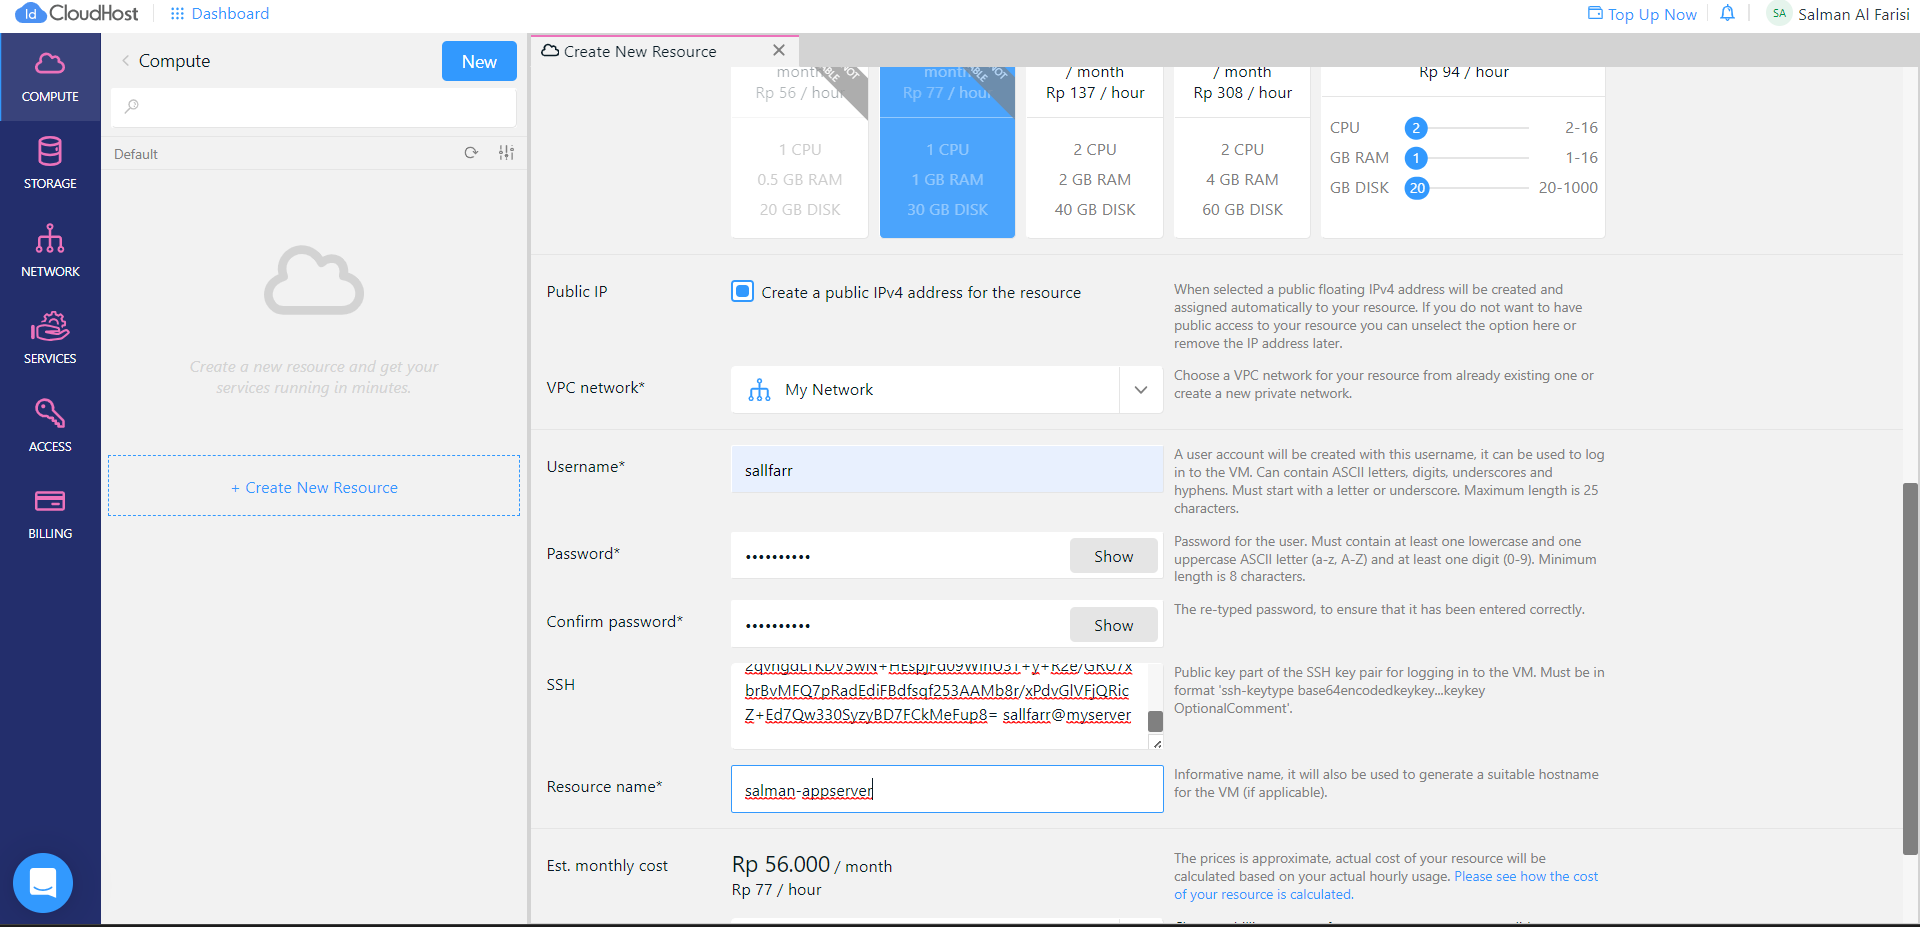 Id CloudHost
Dashboard
Top Up Now
SA
Salman Al Farisi
COMPUTE
STORAGE
NETWORK
SERVICES
ACCESS
BILLING
Compute
New
Default
Create a new resource and get your
services running in minutes.
+ Create New Resource
Create New Resource
month
Rp 56 / hour
NOT
month
Rp 77 / hour
NOT
/ month
Rp 137 / hour
/ month
Rp 308 / hour
Rp 94 / hour
1 CPU
0.5 GB RAM
20 GB DISK
1 CPU
1 GB RAM
30 GB DISK
2 CPU
2 GB RAM
40 GB DISK
2 CPU
4 GB RAM
60 GB DISK
CPU 2 2-16
GB RAM 1 1-16
GB DISK 20 20-1000
Public IP
Create a public IPv4 address for the resource
When selected a public floating IPv4 address will be created and
assigned automatically to your resource. If you do not want to have
public access to your resource you can unselect the option here or
remove the IP address later.
VPC network*
My Network
Choose a VPC network for your resource from already existing one or
create a new private network.
Username*
sallfarr
A user account will be created with this username, it can be used to log
in to the VM. Can contain ASCII letters, digits, underscores and
hyphens. Must start with a letter or underscore. Maximum length is 25
characters.
Password*
••••••••••
Show
Password for the user. Must contain at least one lowercase and one
uppercase ASCII letter (a-z, A-Z) and at least one digit (0-9). Minimum
length is 8 characters.
Confirm password*
••••••••••
Show
The re-typed password, to ensure that it has been entered correctly.
SSH
brBvMFQ7pRadEdiFBdfsqf253AAMb8r/xPdvGlVFjQRic
Z+Ed7Qw330SyzyBD7FCkMeFup8= sallfarr@myserver
Public key part of the SSH key pair for logging in to the VM. Must be in
format 'ssh-keytype base64encodedkeykey...keykey
OptionalComment'.
Resource name*
salman-appserver
Informative name, it will also be used to generate a suitable hostname
for the VM (if applicable).
Est. monthly cost
Rp 56.000 / month
Rp 77 / hour
The prices is approximate, actual cost of your resource will be
calculated based on your actual hourly usage. Please see how the cost
of your resource is calculated.